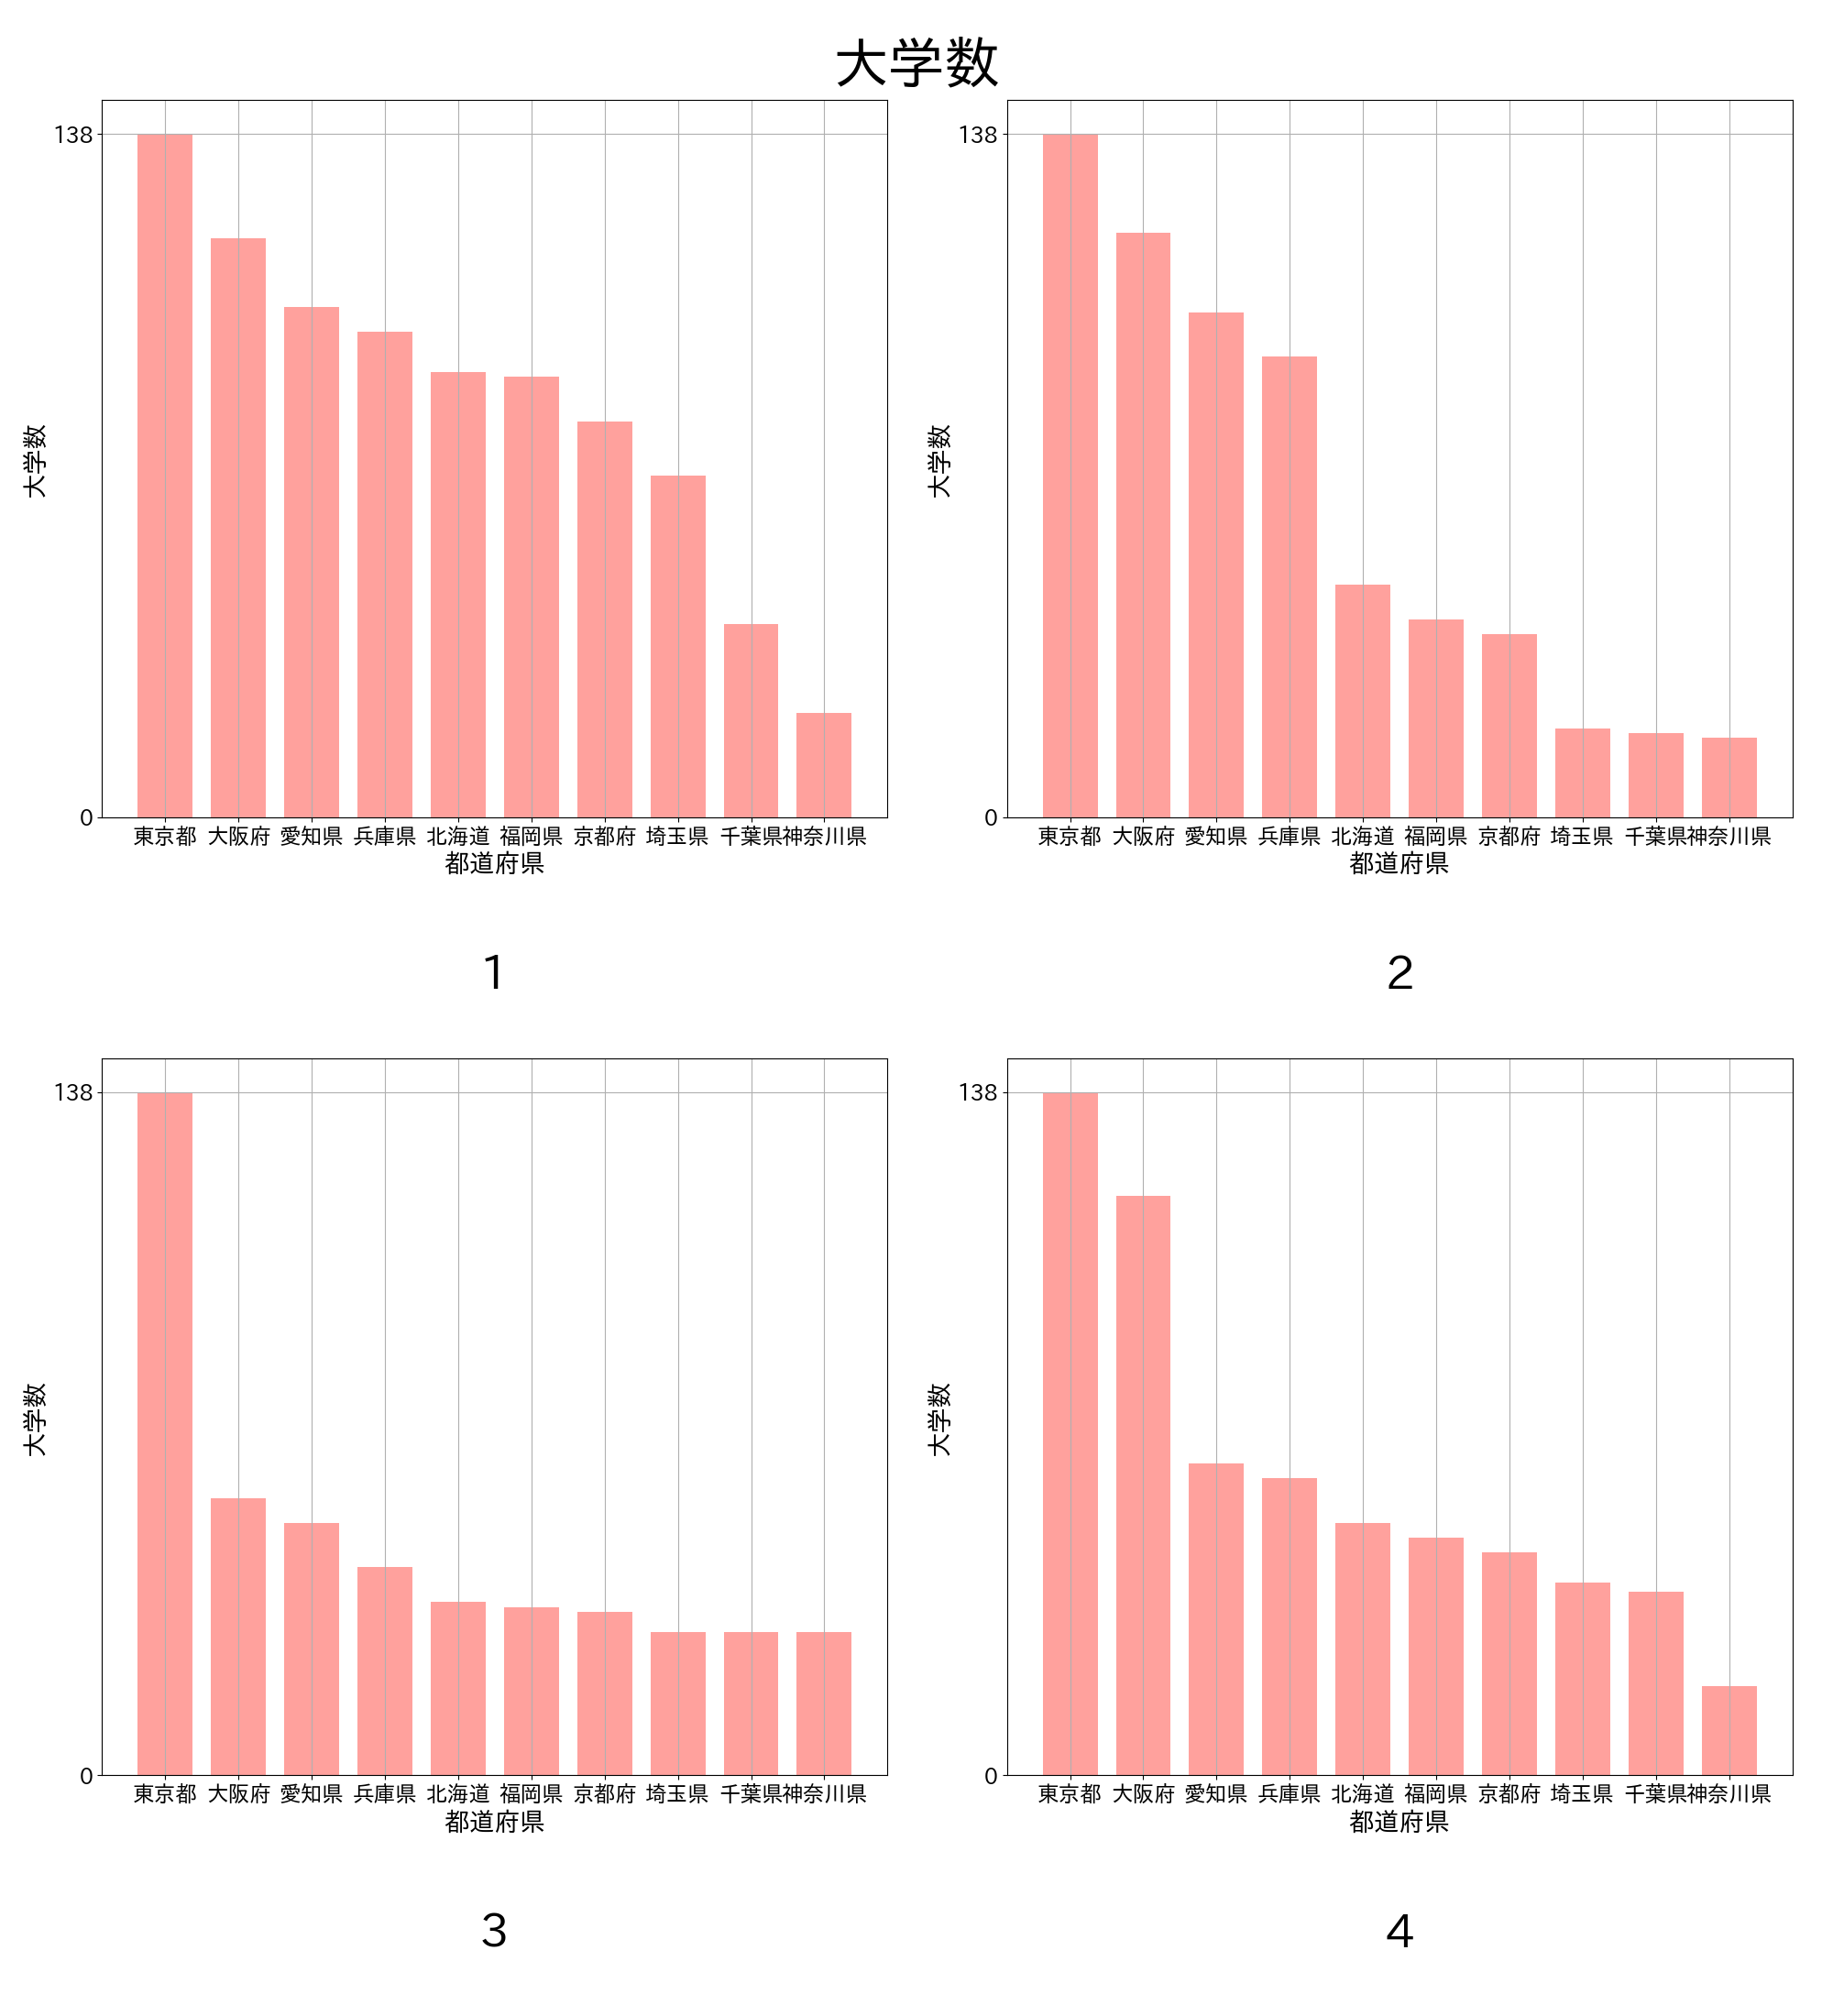 大学数
138
0
大学数
東京都 大阪府 愛知県 兵庫県 北海道 福岡県 京都府 埼玉県 千葉県 神奈川県
都道府県
1
138
0
大学数
東京都 大阪府 愛知県 兵庫県 北海道 福岡県 京都府 埼玉県 千葉県 神奈川県
都道府県
2
138
0
大学数
東京都 大阪府 愛知県 兵庫県 北海道 福岡県 京都府 埼玉県 千葉県 神奈川県
都道府県
3
138
0
大学数
東京都 大阪府 愛知県 兵庫県 北海道 福岡県 京都府 埼玉県 千葉県 神奈川県
都道府県
4